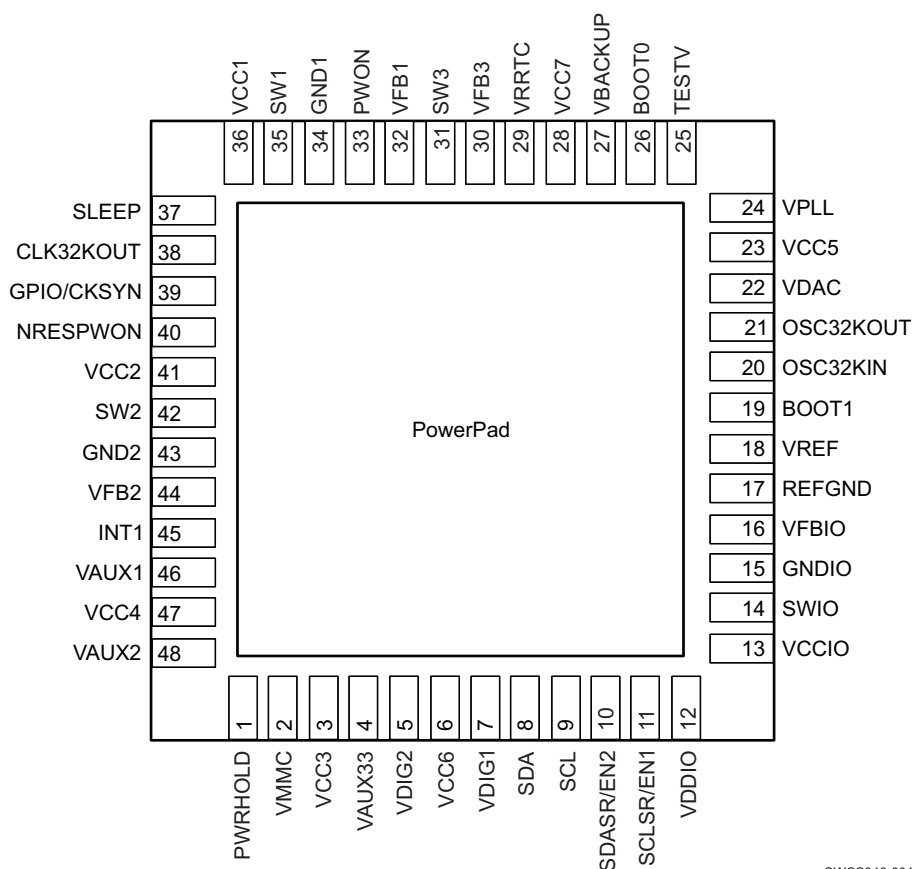 VCC1
SW1
GND1
PWON
VFB1
SW3
VFB3
VRRTC
VCC7
VBACKUP
BOOT0
TESTV
36
35
34
33
32
31
30
29
28
27
26
25
SLEEP 37
CLK32KOUT 38
GPIO/CKSYN 39
NRESPWON 40
VCC2 41
SW2 42
GND2 43
VFB2 44
INT1 45
VAUX1 46
VCC4 47
VAUX2 48
PowerPad
24 VPLL
23 VCC5
22 VDAC
21 OSC32KOUT
20 OSC32KIN
19 BOOT1
18 VREF
17 REFGND
16 VFBIO
15 GNDIO
14 SWIO
13 VCCIO
1
2
3
4
5
6
7
8
9
10
11
12
PWRHOLD
VMMC
VCC3
VAUX33
VDIG2
VCC6
VDIG1
SDA
SCL
SDASR/EN2
SCLSR/EN1
VDDIO